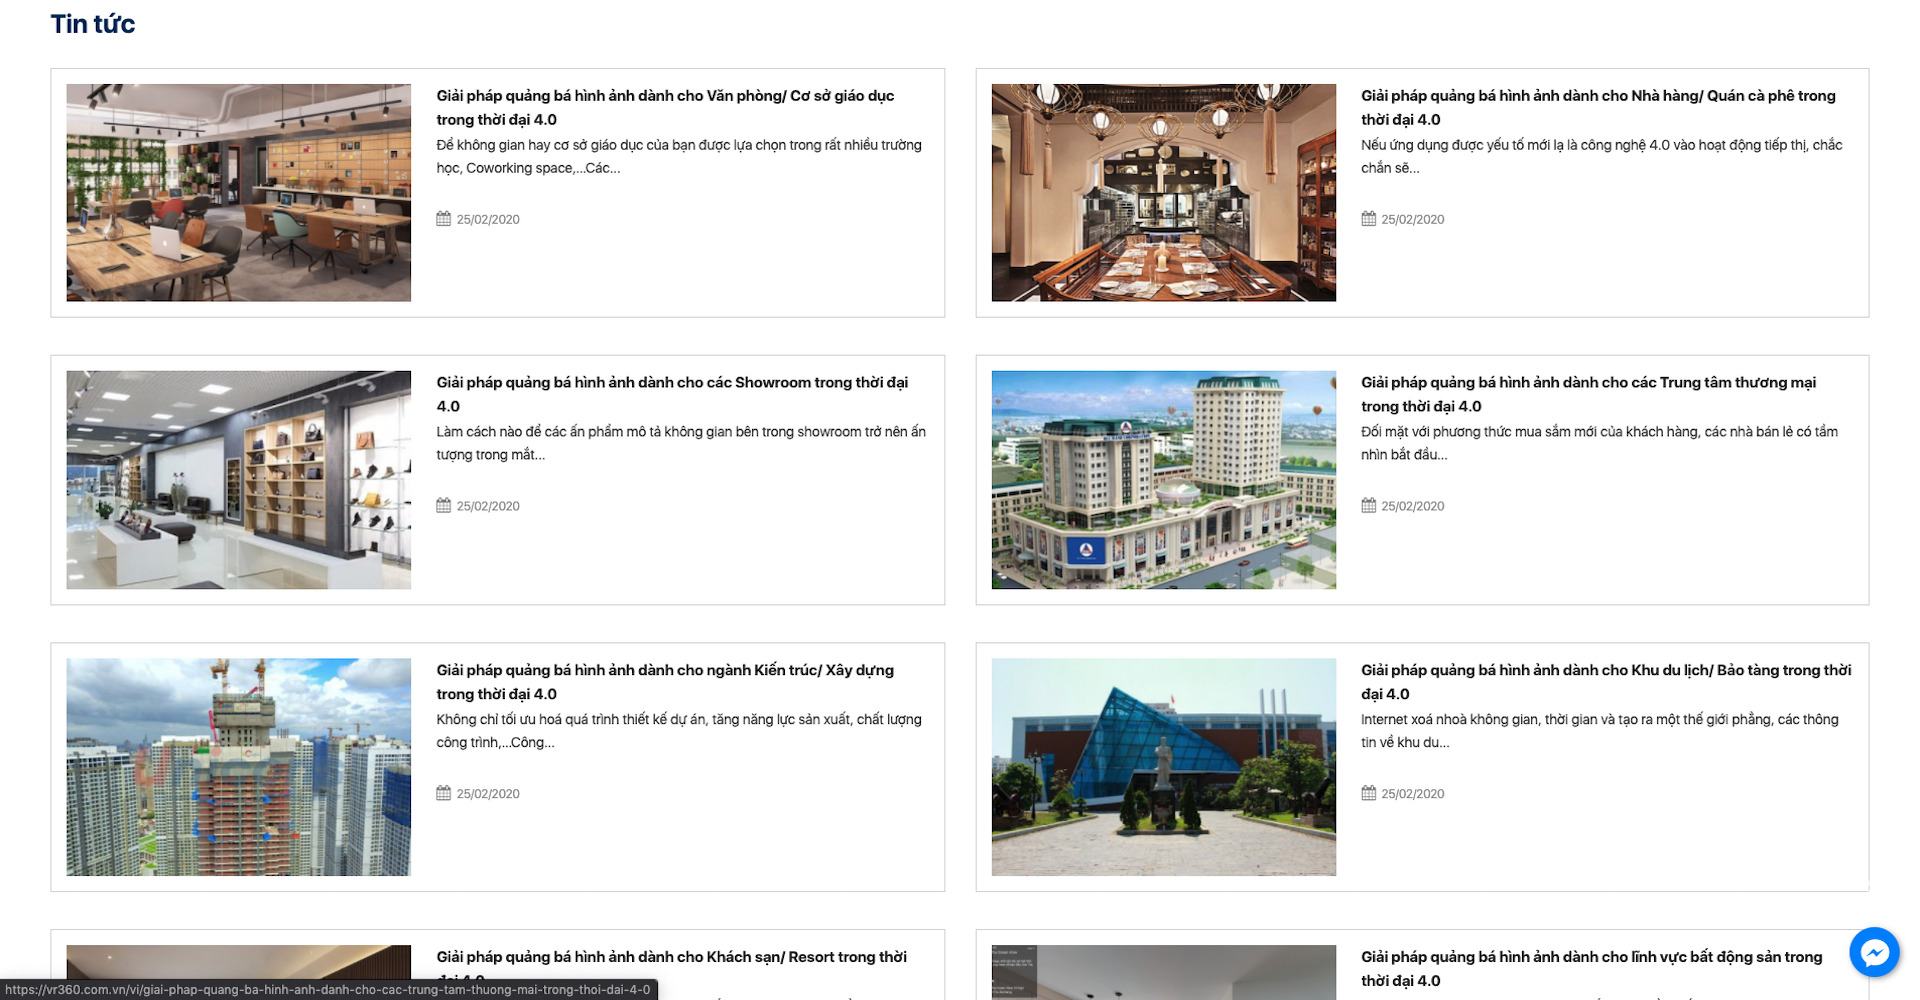 Tin tức
Giải pháp quảng bá hình ảnh dành cho Văn phòng/ Cơ sở giáo dục
trong thời đại 4.0
Để không gian hay cơ sở giáo dục của bạn được lựa chọn trong rất nhiều trường
học, Coworking space,...Các...
25/02/2020
Giải pháp quảng bá hình ảnh dành cho Nhà hàng/ Quán cà phê trong
thời đại 4.0
Nếu ứng dụng được yếu tố mới lạ là công nghệ 4.0 vào hoạt động tiếp thị, chắc
chắn sẽ...
25/02/2020
Giải pháp quảng bá hình ảnh dành cho các Showroom trong thời đại
4.0
Làm cách nào để các ấn phẩm mô tả không gian bên trong showroom trở nên ấn
tượng trong mắt...
25/02/2020
Giải pháp quảng bá hình ảnh dành cho các Trung tâm thương mại
trong thời đại 4.0
Đối mặt với phương thức mua sắm mới của khách hàng, các nhà bán lẻ có tầm
nhìn bắt đầu...
25/02/2020
Giải pháp quảng bá hình ảnh dành cho ngành Kiến trúc/ Xây dựng
trong thời đại 4.0
Không chỉ tối ưu hoá quá trình thiết kế dự án, tăng năng lực sản xuất, chất lượng
công trình,...Công...
25/02/2020
Giải pháp quảng bá hình ảnh dành cho Khu du lịch/ Bảo tàng trong thời
đại 4.0
Internet xoá nhoà không gian, thời gian và tạo ra một thế giới phẳng, các thông
tin về khu du...
25/02/2020
Giải pháp quảng bá hình ảnh dành cho Khách sạn/ Resort trong thời
đại 4.0
Giải pháp quảng bá hình ảnh dành cho lĩnh vực bất động sản trong
thời đại 4.0
https://vr360.com.vn/vi/giai-phap-quang-ba-hinh-anh-danh-cho-cac-trung-tam-thuong-mai-trong-thoi-dai-4-0